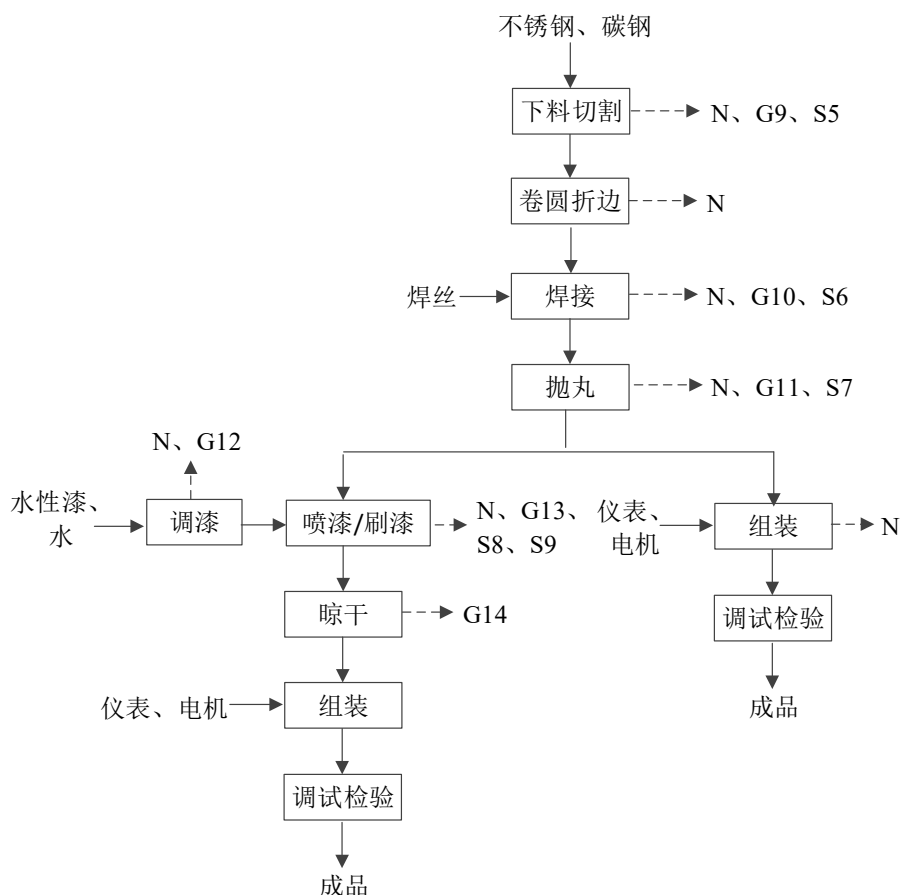 不锈钢、碳钢
下料切割
N、G9、S5
卷圆折边
N
焊丝
焊接
N、G10、S6
抛丸
N、G11、S7
N、G12
水性漆、
水
调漆
喷漆/刷漆
N、G13、
S8、S9
仪表、
电机
组装
N
晾干
G14
调试检验
仪表、电机
组装
成品
调试检验
成品